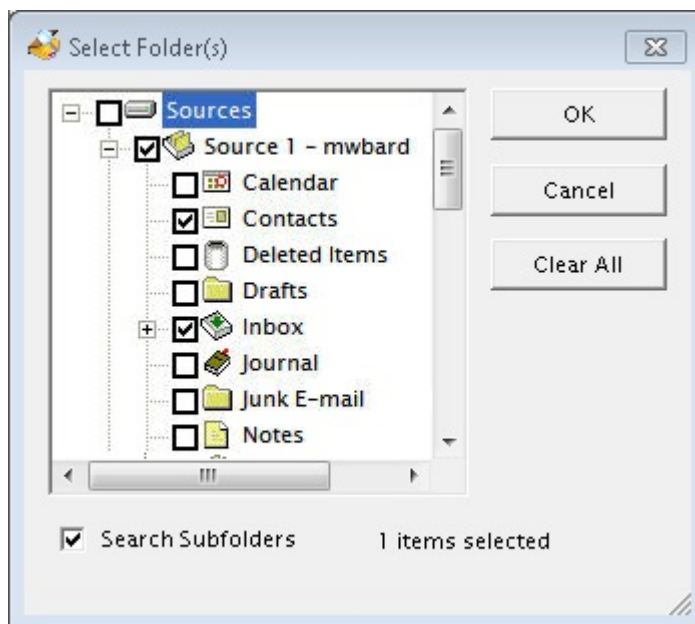 Select Folder(s)
Sources
OK
Source 1 - mwbard
Calendar
Cancel
Contacts
Deleted Items
Clear All
Drafts
Inbox
Journal
Junk E-mail
Notes
Search Subfolders 1 items selected